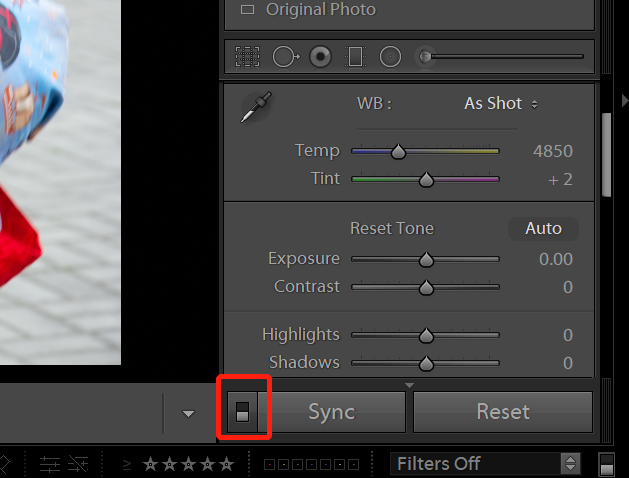 Original Photo
WB : As Shot
Temp 4850
Tint + 2
Reset Tone Auto
Exposure 0.00
Contrast 0
Highlights 0
Shadows 0
Sync Reset
≥ ★★★★★ Filters Off